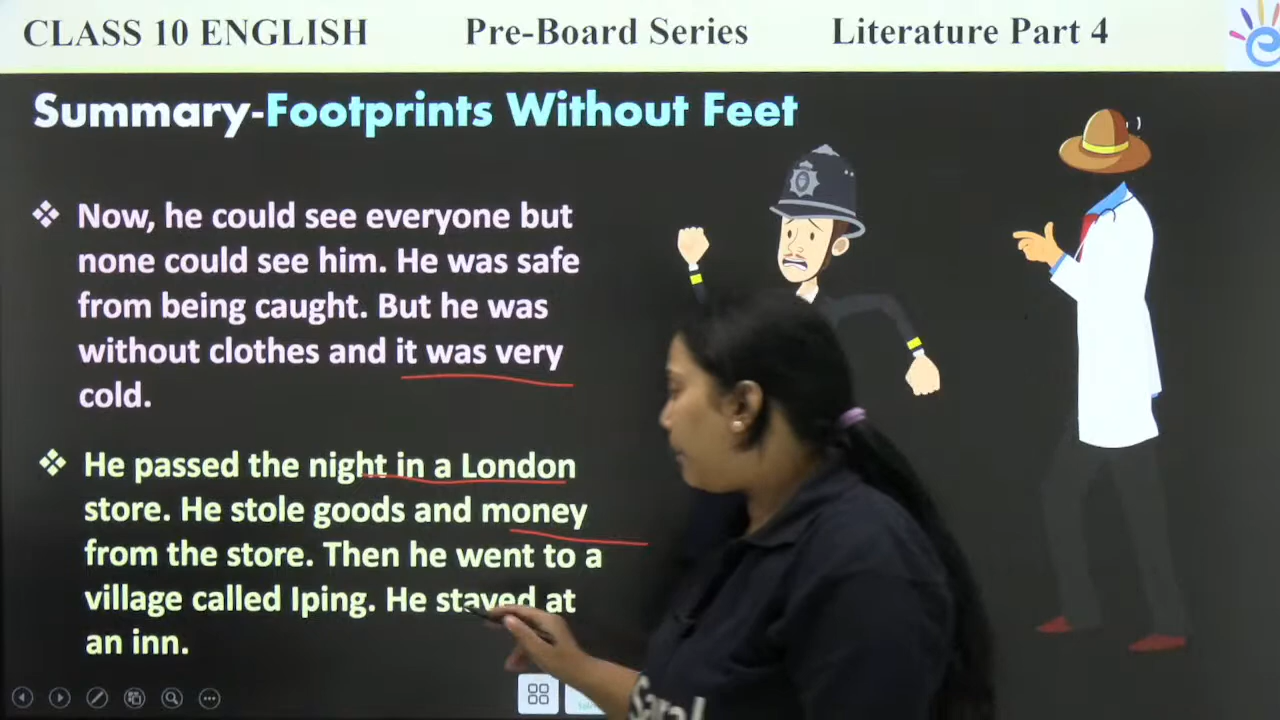 CLASS 10 ENGLISH Pre-Board Series Literature Part 4
Summary-Footprints Without Feet
❖ Now, he could see everyone but
none could see him. He was safe
from being caught. But he was
without clothes and it was very
cold.
❖ He passed the night in a London
store. He stole goods and money
from the store. Then he went to a
village called Iping. He stayed at
an inn.